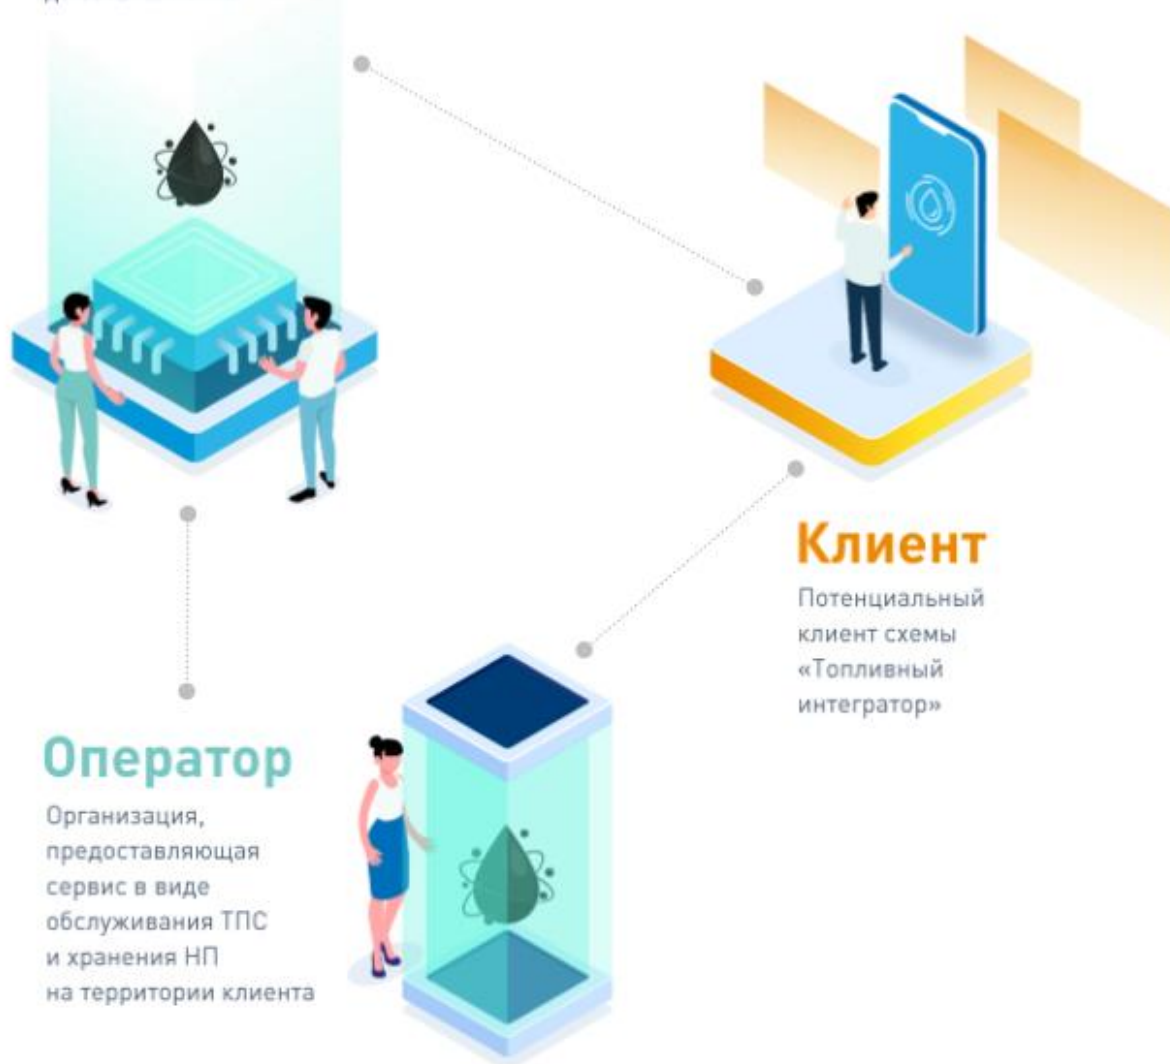 Клиент
Потенциальный
клиент схемы
«Топливный
интегратор»
Оператор
Организация,
предоставляющая
сервис в виде
обслуживания ТПС
и хранения НП
на территории клиента